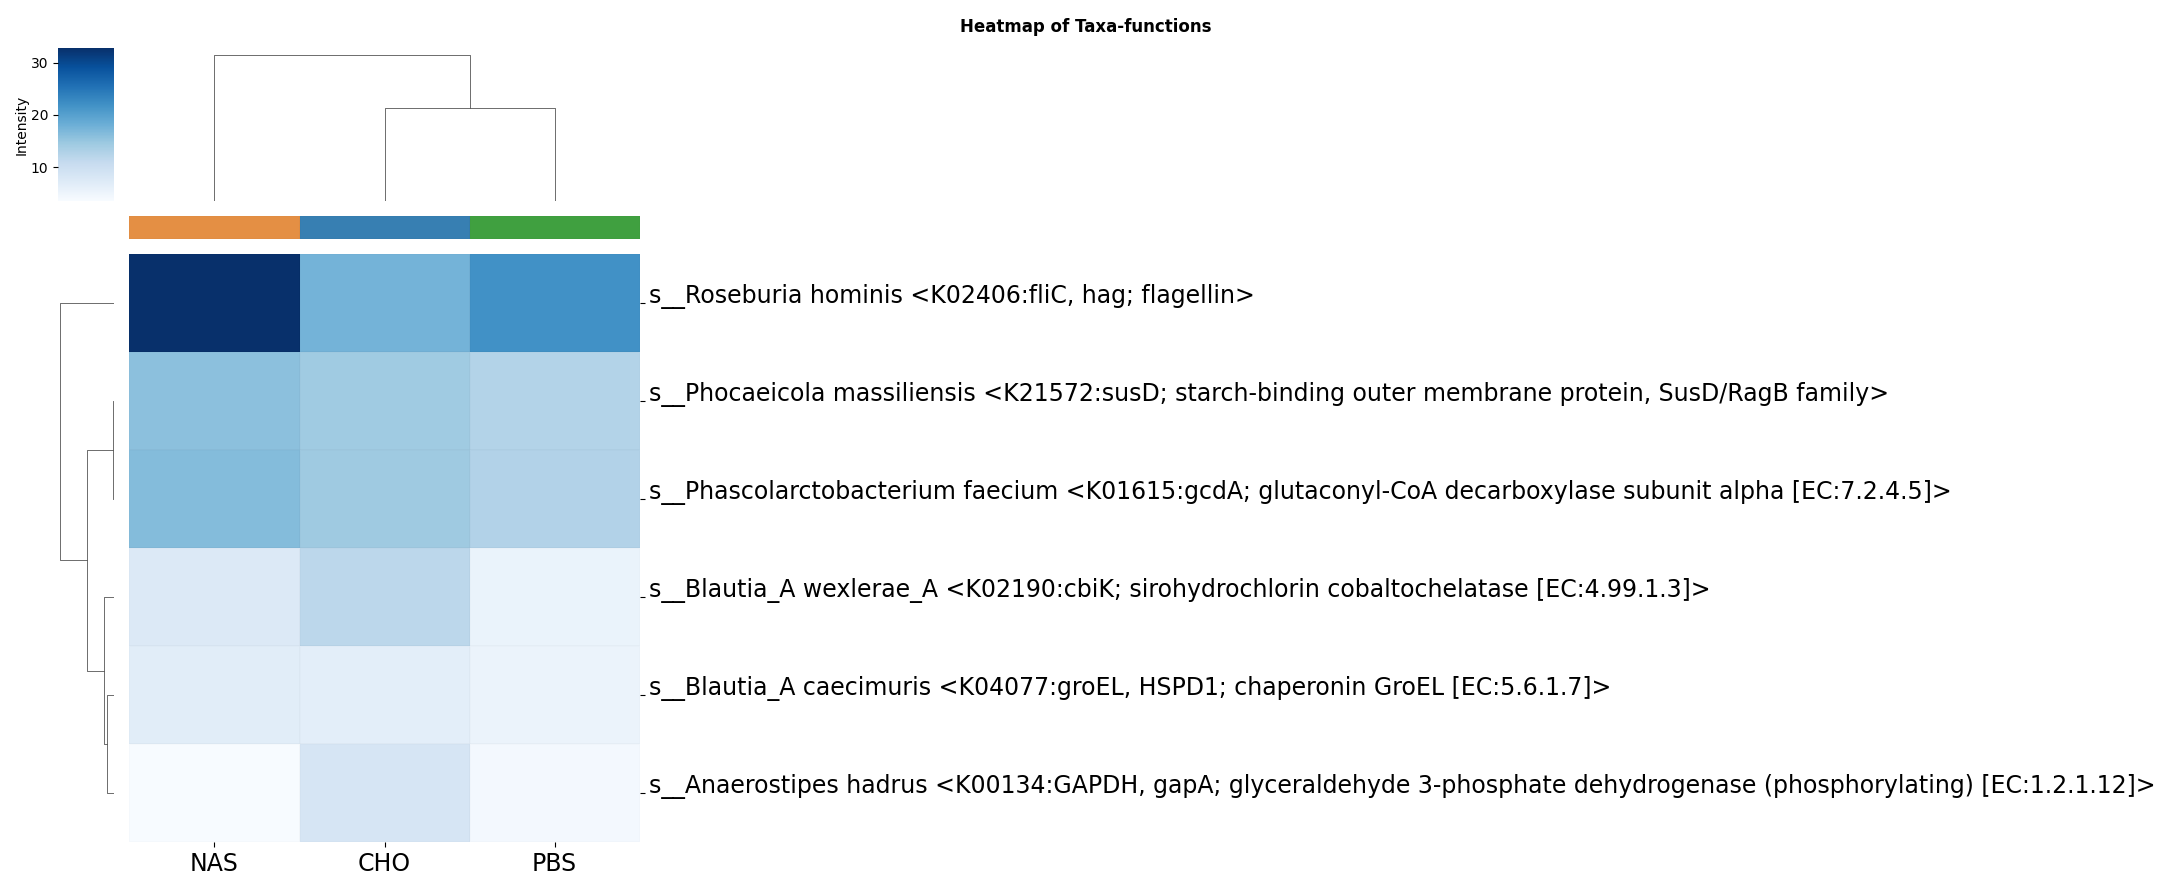 Heatmap of Taxa-functions
30
20
10
Intensity
s__Roseburia hominis <K02406:fliC, hag; flagellin>
s__Phocaeicola massiliensis <K21572:susD; starch-binding outer membrane protein, SusD/RagB family>
s__Phascolarctobacterium faecium <K01615:gcdA; glutaconyl-CoA decarboxylase subunit alpha [EC:7.2.4.5]>
s__Blautia_A wexlerae_A <K02190:cbiK; sirohydrochlorin cobaltochelatase [EC:4.99.1.3]>
s__Blautia_A caecimuris <K04077:groEL, HSPD1; chaperonin GroEL [EC:5.6.1.7]>
s__Anaerostipes hadrus <K00134:GAPDH, gapA; glyceraldehyde 3-phosphate dehydrogenase (phosphorylating) [EC:1.2.1.12]>
NAS CHO PBS